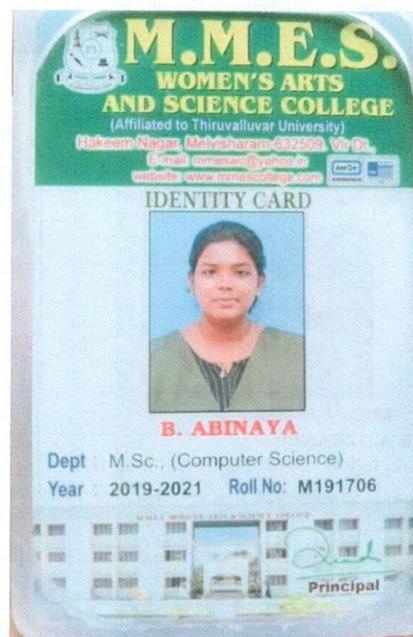 M.M.E.S.
WOMEN'S ARTS
AND SCIENCE COLLEGE
(Affiliated to Thiruvalluvar University)
Hakeem Nagar, Melvisharam-632509, Vlr Dt.
E-mail :mmeswc@yahoo.in
website :www.mmescollege.com
IDENTITY CARD
B. ABINAYA
Dept : M.Sc., (Computer Science)
Year : 2019-2021 Roll No: M191706
Principal